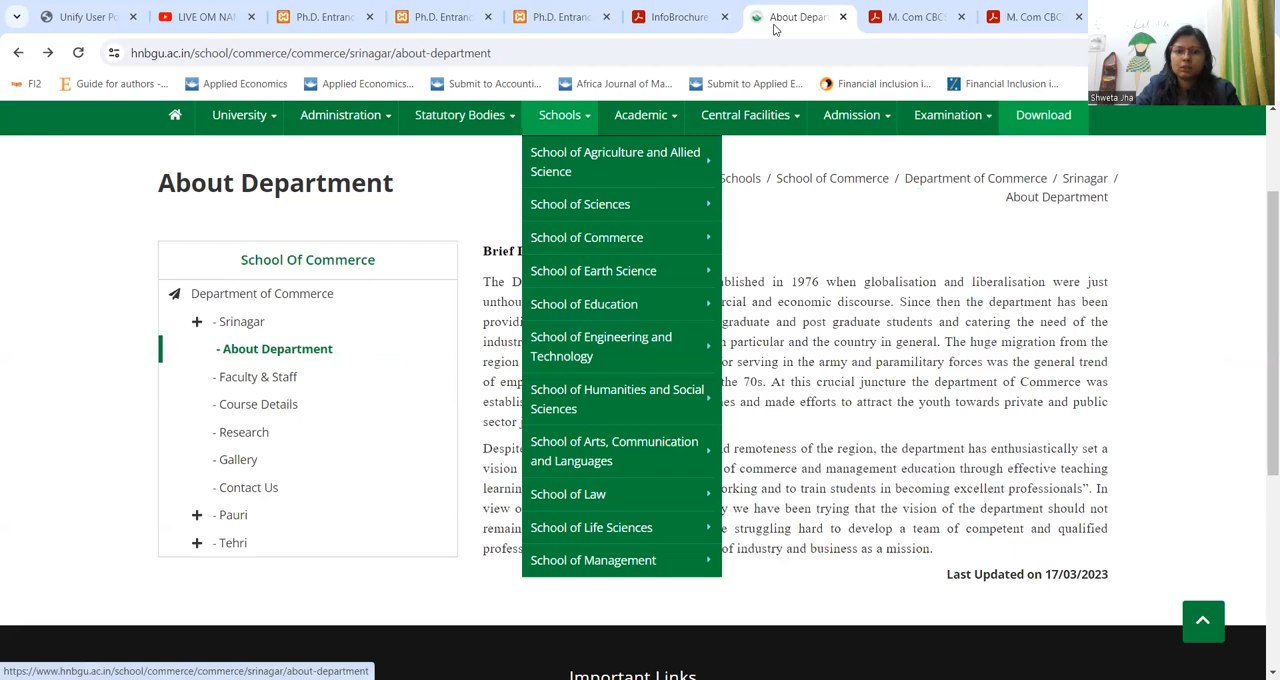 Unify User Po
LIVE OM NA
Ph.D. Entranc
Ph.D. Entranc
Ph.D. Entranc
InfoBrochure
About Depar
M. Com CBCS
M. Com CBC
hnbgu.ac.in/school/commerce/commerce/srinagar/about-department
FI2
Guide for authors -...
Applied Economics
Applied Economics...
Submit to Accounti...
Africa Journal of Ma...
Submit to Applied E...
Financial inclusion i...
Financial Inclusion i...
Shweta Jha
University
Administration
Statutory Bodies
Schools
Academic
Central Facilities
Admission
Examination
Download
School of Agriculture and Allied
Science
School of Sciences
School of Commerce
School of Earth Science
School of Education
School of Engineering and
Technology
School of Humanities and Social
Sciences
School of Arts, Communication
and Languages
School of Law
School of Life Sciences
School of Management
About Department
Schools / School of Commerce / Department of Commerce / Srinagar /
About Department
School Of Commerce
Department of Commerce
+ - Srinagar
- About Department
- Faculty & Staff
- Course Details
- Research
- Gallery
- Contact Us
+ - Pauri
+ - Tehri
Brief
The D blished in 1976 when globalisation and liberalisation were just
unthou rcial and economic discourse. Since then the department has been
providi graduate and post graduate students and catering the need of the
industr n particular and the country in general. The huge migration from the
region or serving in the army and paramilitary forces was the general trend
of emp the 70s. At this crucial juncture the department of Commerce was
establis nes and made efforts to attract the youth towards private and public
sector
Despite d remoteness of the region, the department has enthusiastically set a
vision of commerce and management education through effective teaching
learnin orking and to train students in becoming excellent professionals”. In
view o y we have been trying that the vision of the department should not
remain e struggling hard to develop a team of competent and qualified
profess of industry and business as a mission.
Last Updated on 17/03/2023
Important Links
https://www.hnbgu.ac.in/school/commerce/commerce/srinagar/about-department